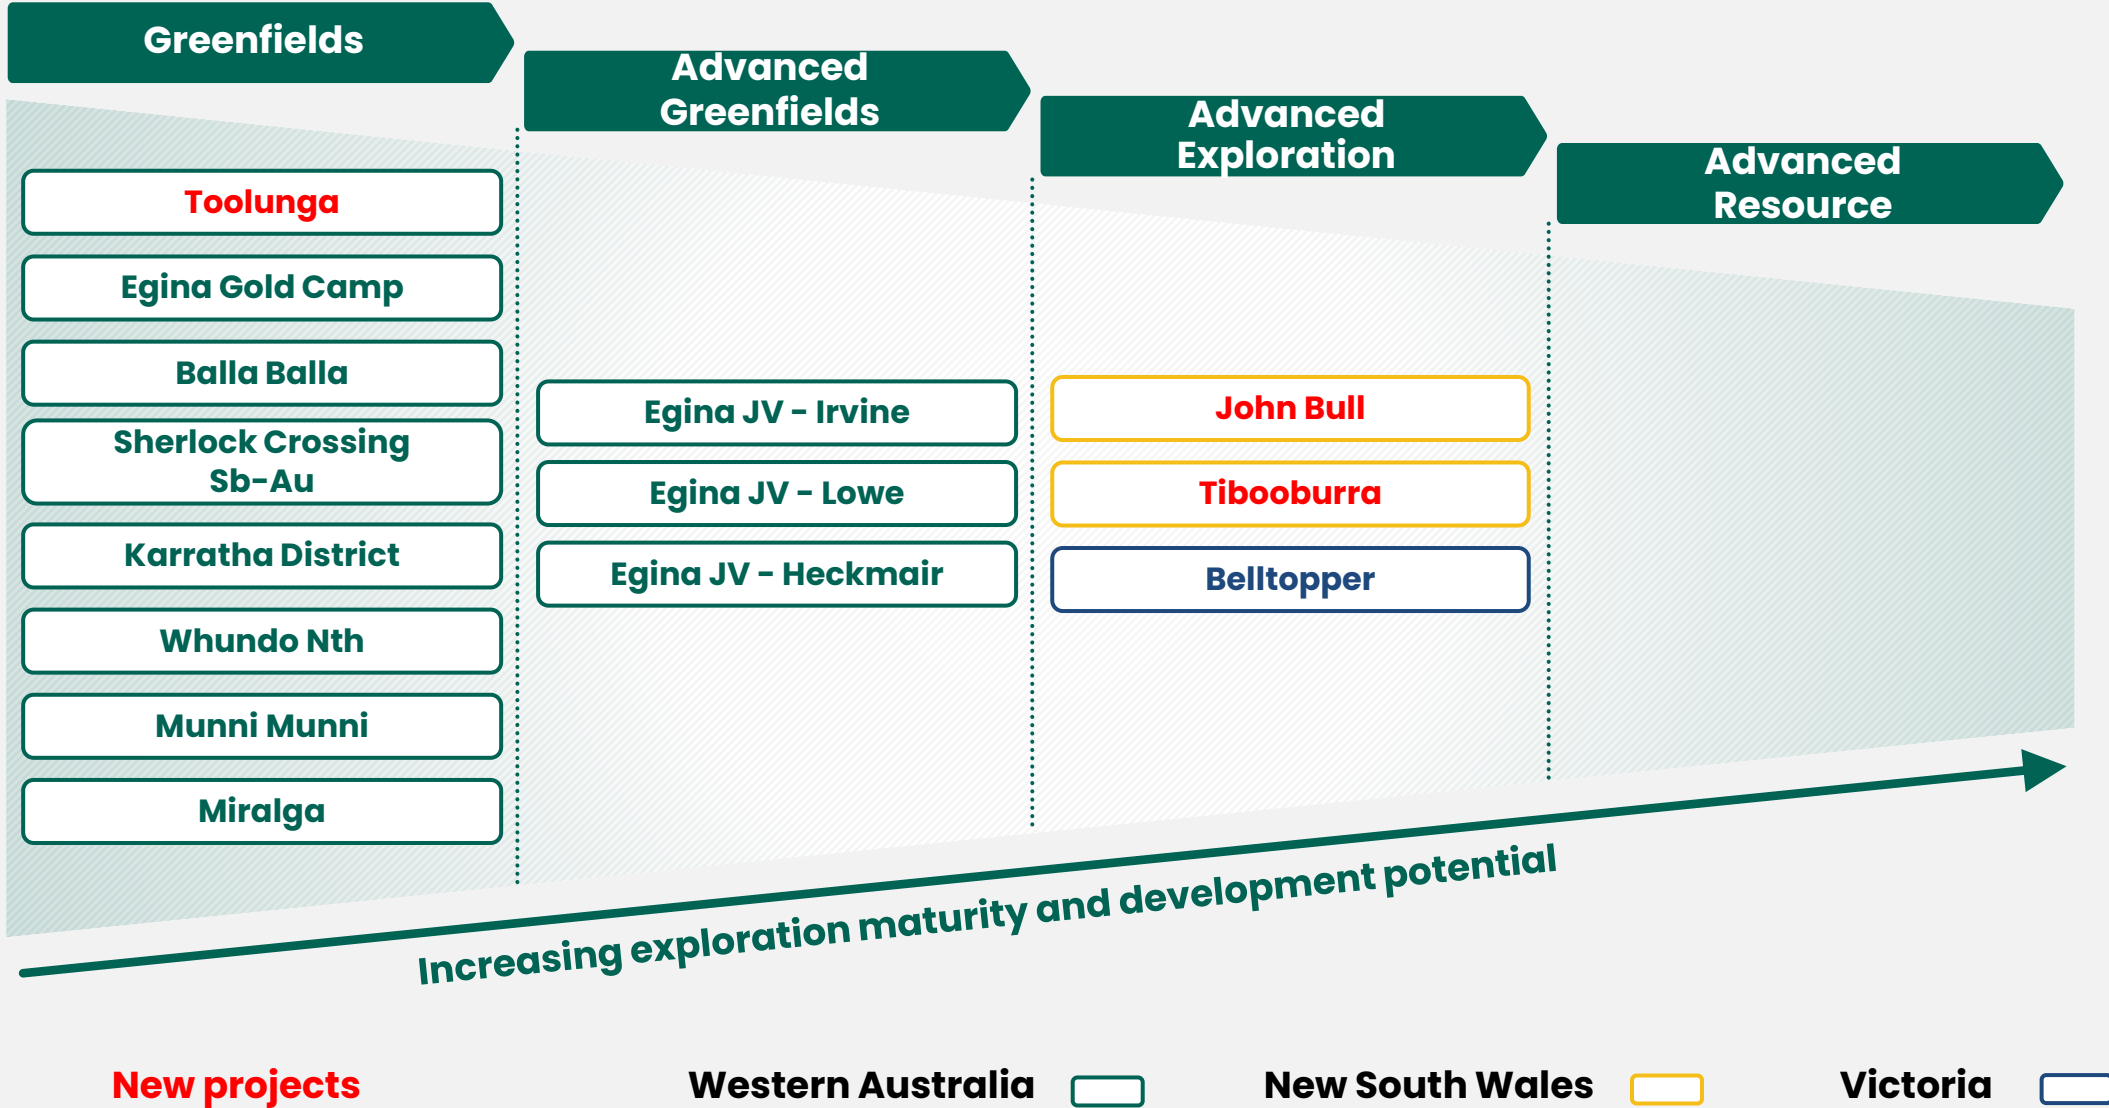 Greenfields
Advanced
Greenfields
Advanced
Exploration
Advanced
Resource
Toolunga
Egina Gold Camp
Balla Balla
Sherlock Crossing
Sb-Au
Karratha District
Whundo Nth
Munni Munni
Miralga
Egina JV – Irvine
Egina JV – Lowe
Egina JV – Heckmair
John Bull
Tibooburra
Belltopper
Increasing exploration maturity and development potential
New projects
Western Australia
New South Wales
Victoria